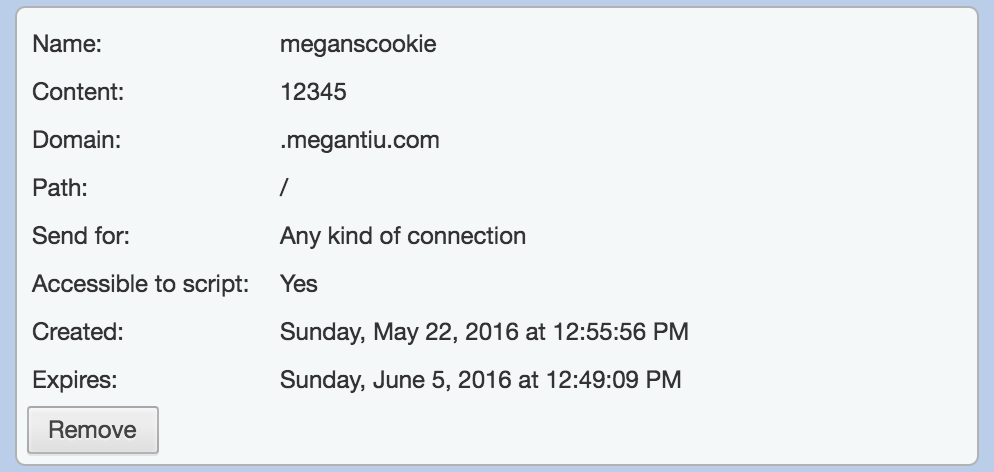 Name: meganscookie
Content: 12345
Domain: .megantiu.com
Path: /
Send for: Any kind of connection
Accessible to script: Yes
Created: Sunday, May 22, 2016 at 12:55:56 PM
Expires: Sunday, June 5, 2016 at 12:49:09 PM
Remove